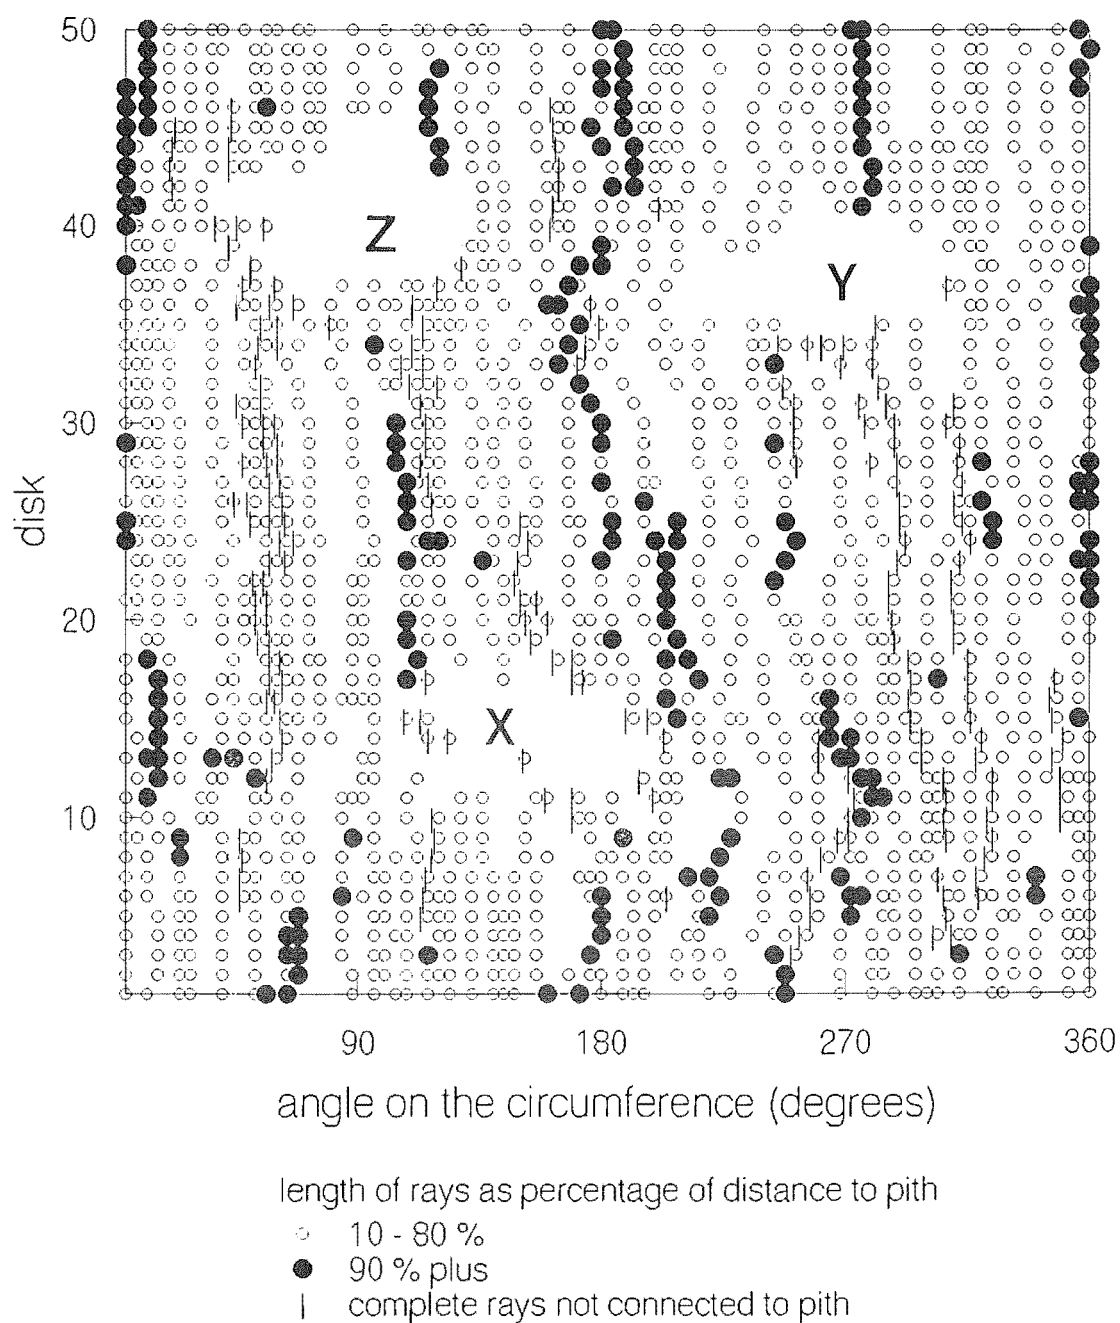 50
Z
40
Y
30
disk
20
X
10
90 180 270 360
angle on the circumference (degrees)
length of rays as percentage of distance to pith
10 - 80 %
90 % plus
complete rays not connected to pith